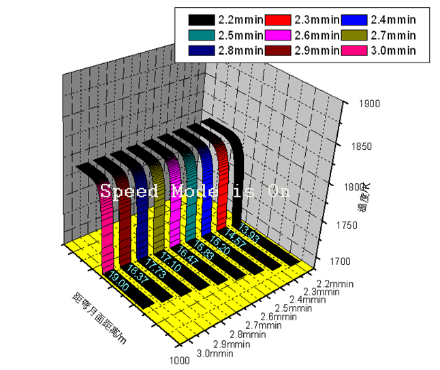 2.2mmin 2.3mmin 2.4mmin
2.5mmin 2.6mmin 2.7mmin
2.8mmin 2.9mmin 3.0mmin
1900
1850
1800
温度/K
1750
1700
Speed Mode is On
13.93
14.57
15.20
15.83
16.47
17.10
17.73
18.37
19.00
2.2mmin
2.3mmin
2.4mmin
2.5mmin
2.6mmin
2.7mmin
2.8mmin
2.9mmin
3.0mmin
1000
距弯月面距离/m